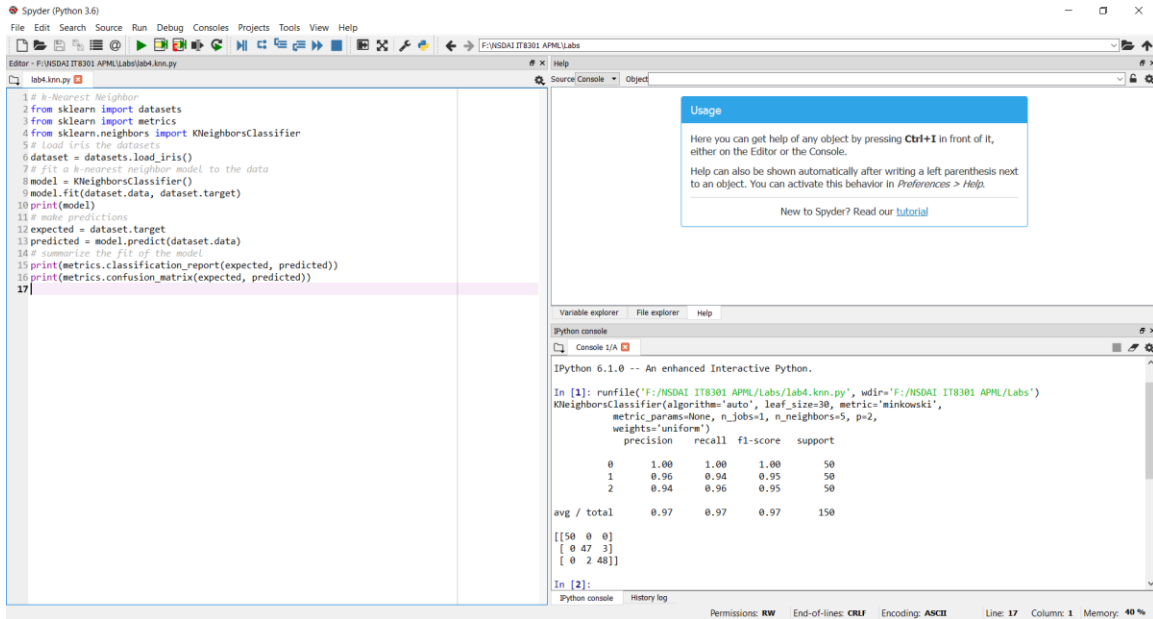 Spyder (Python 3.6)
File Edit Search Source Run Debug Consoles Projects Tools View Help
F:\NSDAI IT8301 APML\Labs
Editor - F:\NSDAI IT8301 APML\Labs\lab4.knn.py
lab4.knn.py
1 # k-Nearest Neighbor
2 from sklearn import datasets
3 from sklearn import metrics
4 from sklearn.neighbors import KNeighborsClassifier
5 # load iris the datasets
6 dataset = datasets.load_iris()
7 # fit a k-nearest neighbor model to the data
8 model = KNeighborsClassifier()
9 model.fit(dataset.data, dataset.target)
10 print(model)
11 # make predictions
12 expected = dataset.target
13 predicted = model.predict(dataset.data)
14 # summarize the fit of the model
15 print(metrics.classification_report(expected, predicted))
16 print(metrics.confusion_matrix(expected, predicted))
17
Help
Source Console Object
Usage
Here you can get help of any object by pressing Ctrl+I in front of it,
either on the Editor or the Console.
Help can also be shown automatically after writing a left parenthesis next
to an object. You can activate this behavior in Preferences > Help.
New to Spyder? Read our tutorial
Variable explorer File explorer Help
IPython console
Console 1/A
IPython 6.1.0 -- An enhanced Interactive Python.
In [1]: runfile('F:/NSDAI IT8301 APML/Labs/lab4.knn.py', wdir='F:/NSDAI IT8301 APML/Labs')
KNeighborsClassifier(algorithm='auto', leaf_size=30, metric='minkowski',
metric_params=None, n_jobs=1, n_neighbors=5, p=2,
weights='uniform')
precision recall f1-score support
0 1.00 1.00 1.00 50
1 0.96 0.94 0.95 50
2 0.94 0.96 0.95 50
avg / total 0.97 0.97 0.97 150
[[50 0 0]
[ 0 47 3]
[ 0 2 48]]
In [2]:
IPython console History log
Permissions: RW End-of-lines: CRLF Encoding: ASCII Line: 17 Column: 1 Memory: 40 %